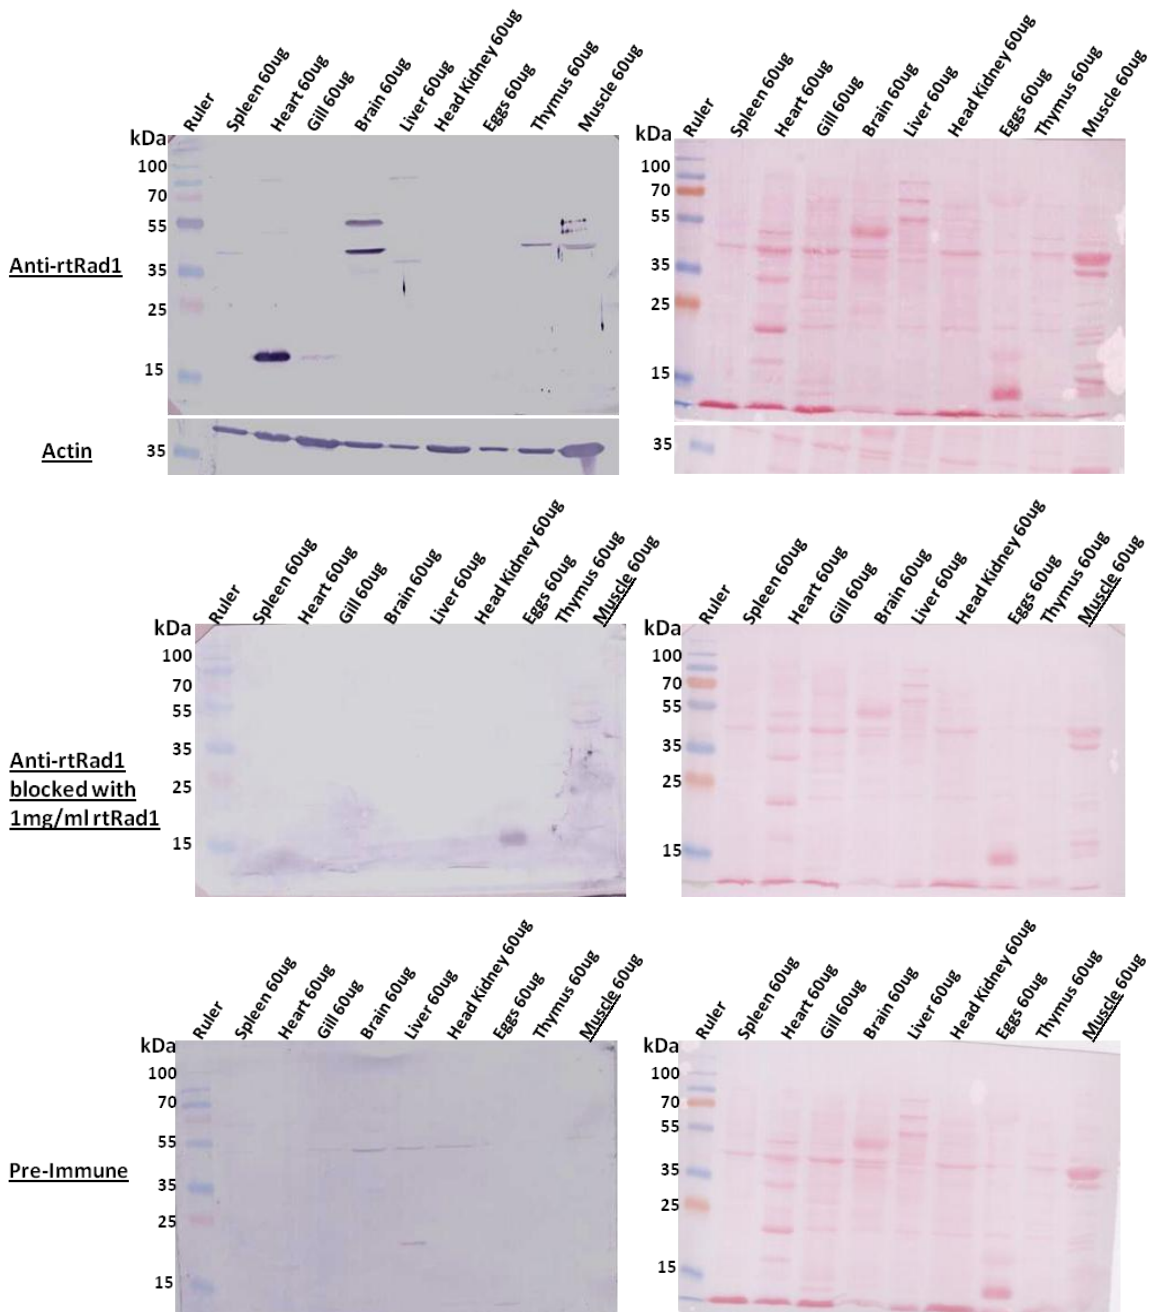 Ruler
Spleen 60ug
Heart 60ug
Gill 60ug
Brain 60ug
Liver 60ug
Head Kidney 60ug
Eggs 60ug
Thymus 60ug
Muscle 60ug
kDa
100
70
55
35
25
15
Anti-rtRad1
Actin
35
Ruler
Spleen 60ug
Heart 60ug
Gill 60ug
Brain 60ug
Liver 60ug
Head Kidney 60ug
Eggs 60ug
Thymus 60ug
Muscle 60ug
kDa
100
70
55
35
25
15
35
Ruler
Spleen 60ug
Heart 60ug
Gill 60ug
Brain 60ug
Liver 60ug
Head Kidney 60ug
Eggs 60ug
Thymus 60ug
Muscle 60ug
kDa
100
70
55
35
25
15
Anti-rtRad1
blocked with
1mg/ml rtRad1
Ruler
Spleen 60ug
Heart 60ug
Gill 60ug
Brain 60ug
Liver 60ug
Head Kidney 60ug
Eggs 60ug
Thymus 60ug
Muscle 60ug
kDa
100
70
55
35
25
15
Ruler
Spleen 60ug
Heart 60ug
Gill 60ug
Brain 60ug
Liver 60ug
Head Kidney 60ug
Eggs 60ug
Thymus 60ug
Muscle 60ug
kDa
100
70
55
35
25
15
Pre-Immune
Ruler
Spleen 60ug
Heart 60ug
Gill 60ug
Brain 60ug
Liver 60ug
Head Kidney 60ug
Eggs 60ug
Thymus 60ug
Muscle 60ug
kDa
100
70
55
35
25
15